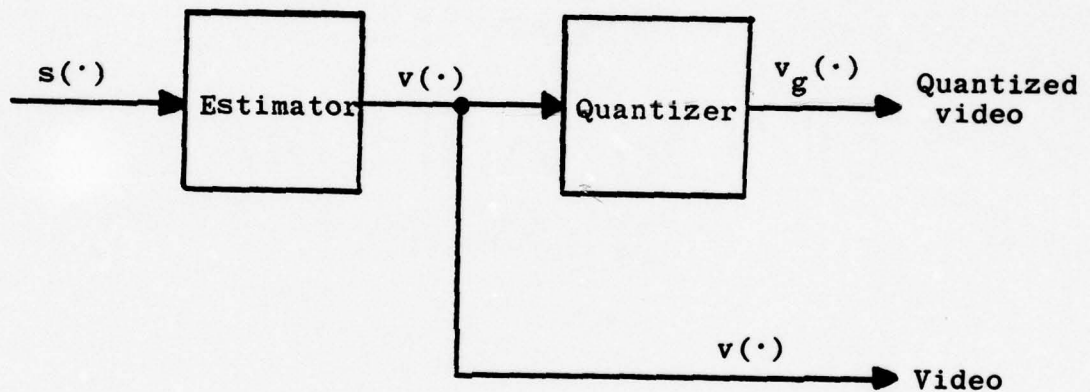 s(·)
Estimator
v(·)
Quantizer
v_g(·)
Quantized
video
v(·)
Video